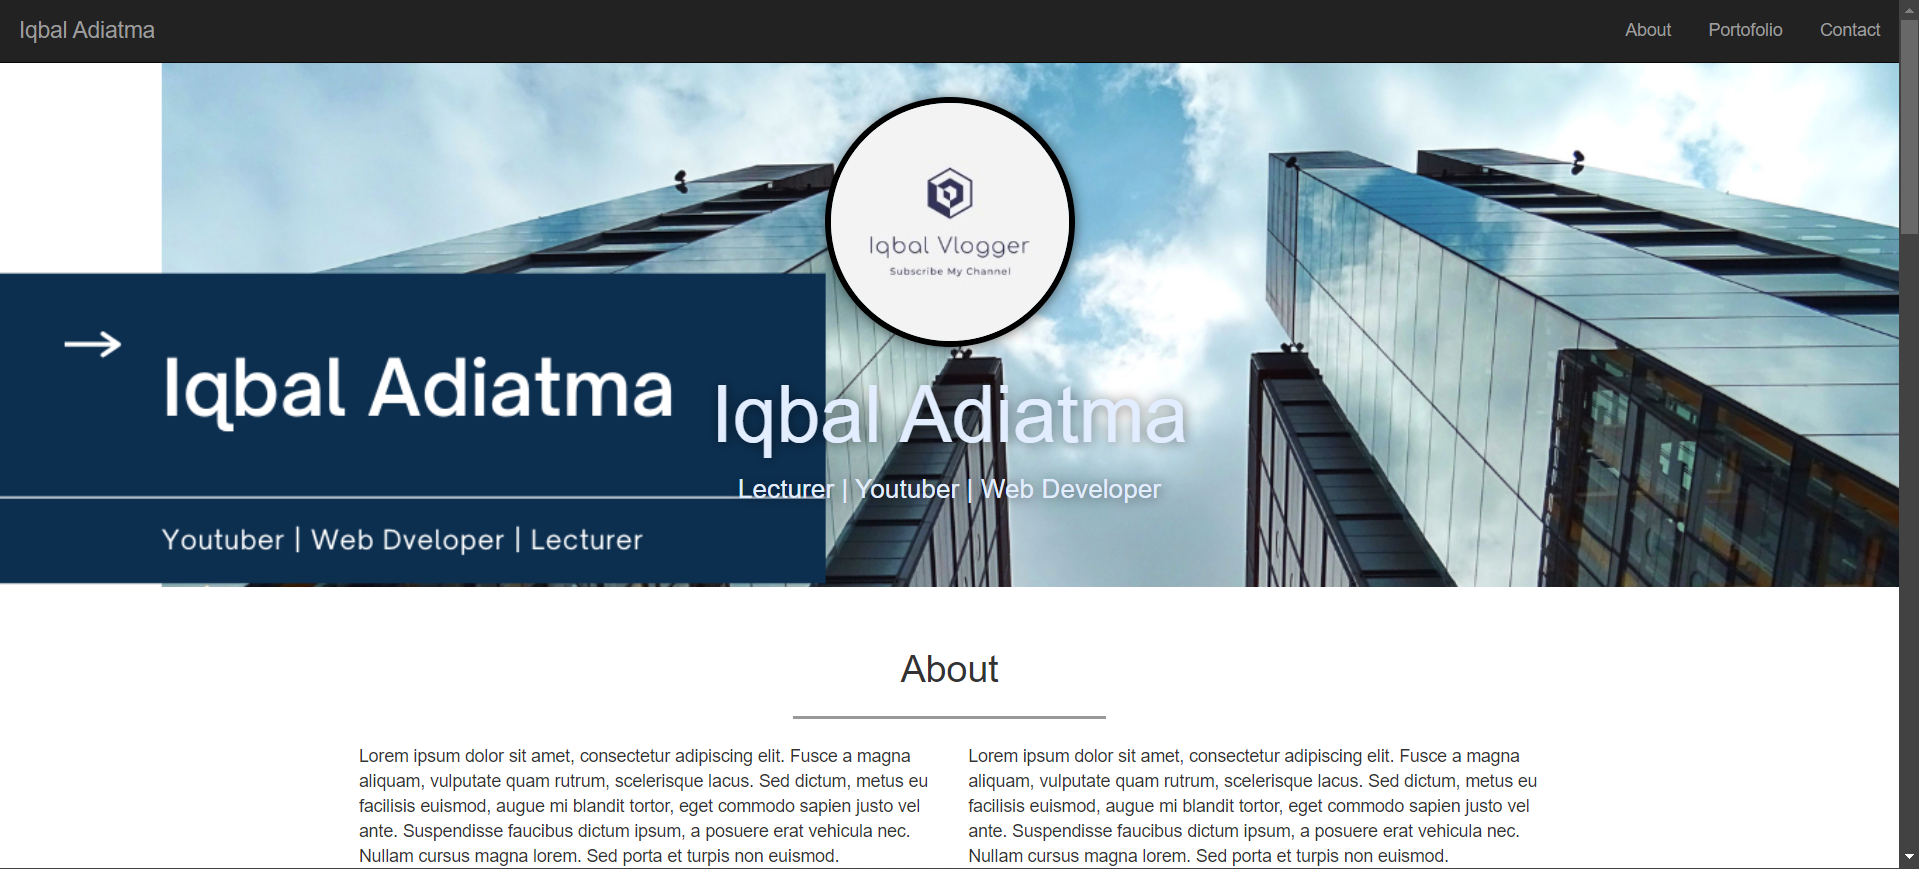 Iqbal Adiatma
About Portofolio Contact
Iqbal Vlogger
Subscribe My Channel
Iqbal Adiatma
Youtuber | Web Dveloper | Lecturer
Iqbal Adiatma
Lecturer | Youtuber | Web Developer
About
Lorem ipsum dolor sit amet, consectetur adipiscing elit. Fusce a magna
aliquam, vulputate quam rutrum, scelerisque lacus. Sed dictum, metus eu
facilisis euismod, augue mi blandit tortor, eget commodo sapien justo vel
ante. Suspendisse faucibus dictum ipsum, a posuere erat vehicula nec.
Nullam cursus magna lorem. Sed porta et turpis non euismod.
Lorem ipsum dolor sit amet, consectetur adipiscing elit. Fusce a magna
aliquam, vulputate quam rutrum, scelerisque lacus. Sed dictum, metus eu
facilisis euismod, augue mi blandit tortor, eget commodo sapien justo vel
ante. Suspendisse faucibus dictum ipsum, a posuere erat vehicula nec.
Nullam cursus magna lorem. Sed porta et turpis non euismod.